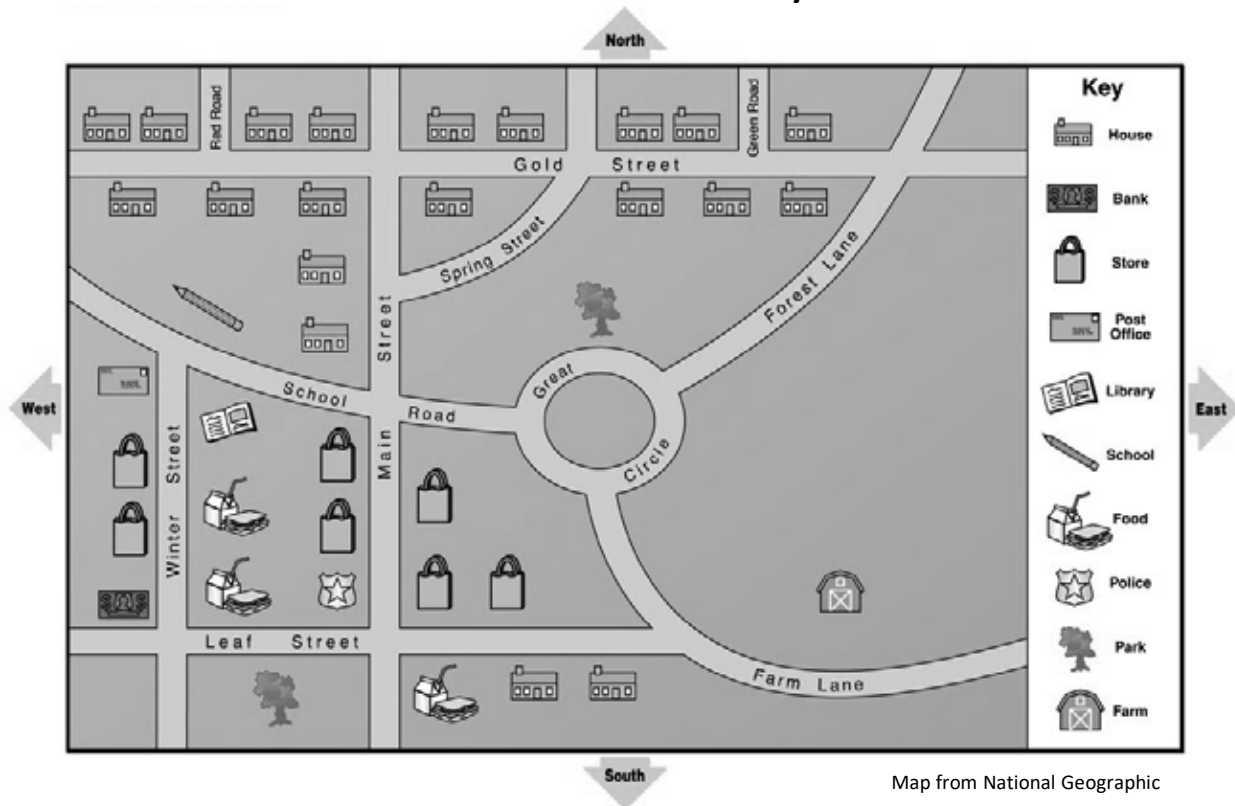 North
Red Road
Green Road
Gold Street
Spring Street
Forest Lane
Main Street
School Road
Great Circle
Winter Street
Leaf Street
Farm Lane
West
East
South
Key
House
Bank
Store
Post
Office
Library
School
Food
Police
Park
Farm
Map from National Geographic